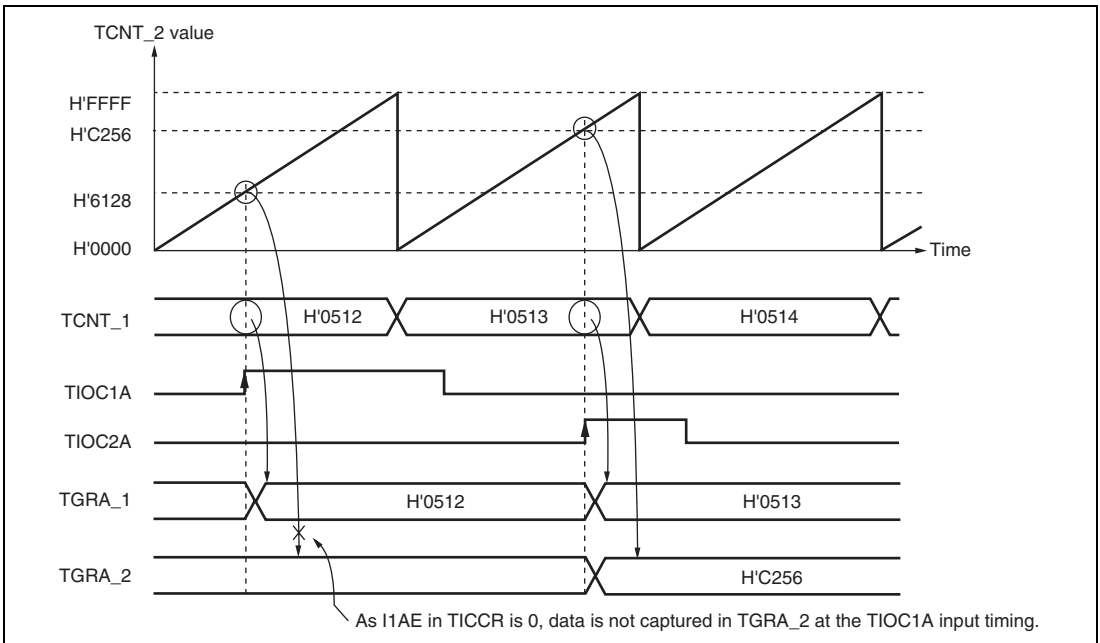 TCNT_2 value
H'FFFF
H'C256
H'6128
H'0000
Time
TCNT_1
H'0512
H'0513
H'0514
TIOC1A
TIOC2A
TGRA_1
H'0512
H'0513
TGRA_2
H'C256
As I1AE in TICCR is 0, data is not captured in TGRA_2 at the TIOC1A input timing.